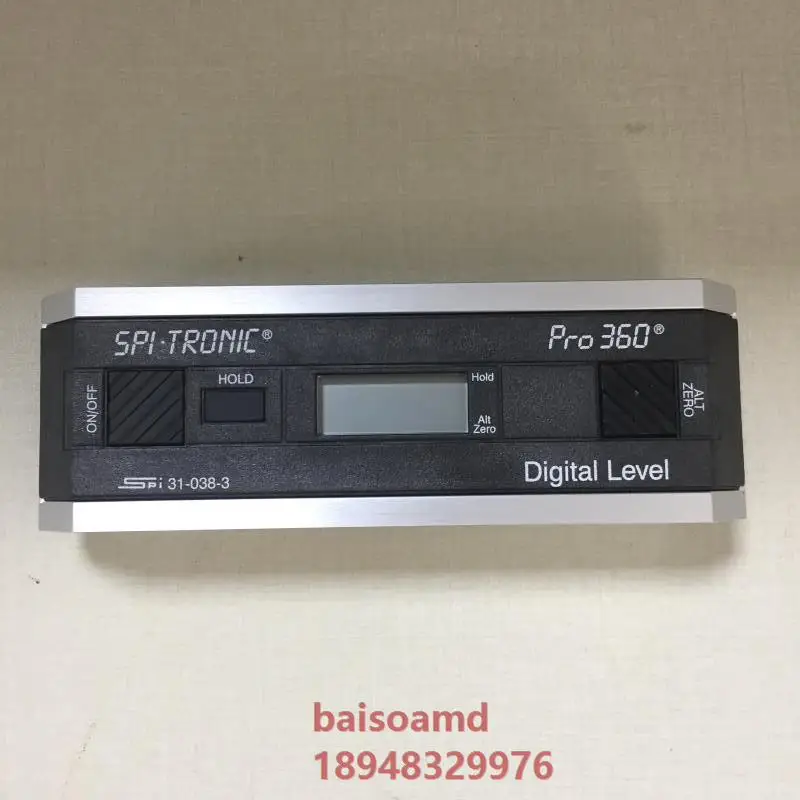 SPI-TRONIC® Pro 360®
ON/OFF
HOLD
Hold
Alt
Zero
ALT
ZERO
SPi 31-038-3
Digital Level
baisoamd
18948329976